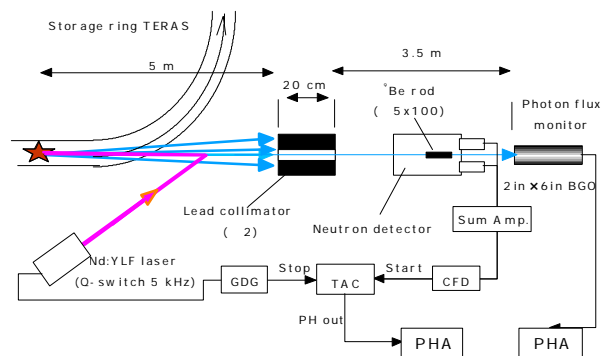 Storage ring TERAS
3.5 m
5 m
20 cm
°Be rod
( 5x100)
Photon flux
monitor
2in×6in BGO
Lead collimator
( 2)
Neutron detector
Sum Amp.
Nd:YLF laser
(Q-switch 5 kHz)
GDG
Stop
TAC
Start
CFD
PH out
PHA
PHA